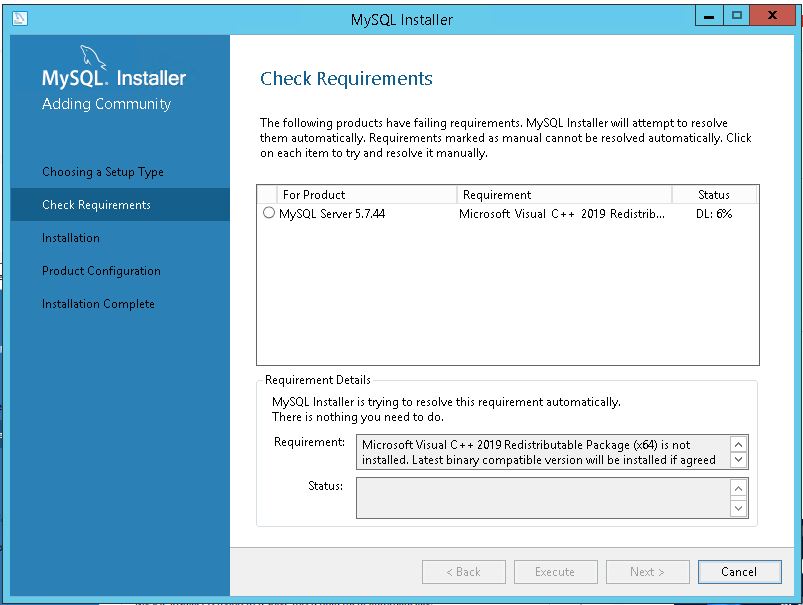 MySQL Installer
MySQL. Installer
Adding Community
Choosing a Setup Type
Check Requirements
Installation
Product Configuration
Installation Complete
Check Requirements
The following products have failing requirements. MySQL Installer will attempt to resolve
them automatically. Requirements marked as manual cannot be resolved automatically. Click
on each item to try and resolve it manually.
For Product Requirement Status
MySQL Server 5.7.44 Microsoft Visual C++ 2019 Redistrib... DL: 6%
Requirement Details
MySQL Installer is trying to resolve this requirement automatically.
There is nothing you need to do.
Requirement: Microsoft Visual C++ 2019 Redistributable Package (x64) is not
installed. Latest binary compatible version will be installed if agreed
Status:
< Back Execute Next > Cancel